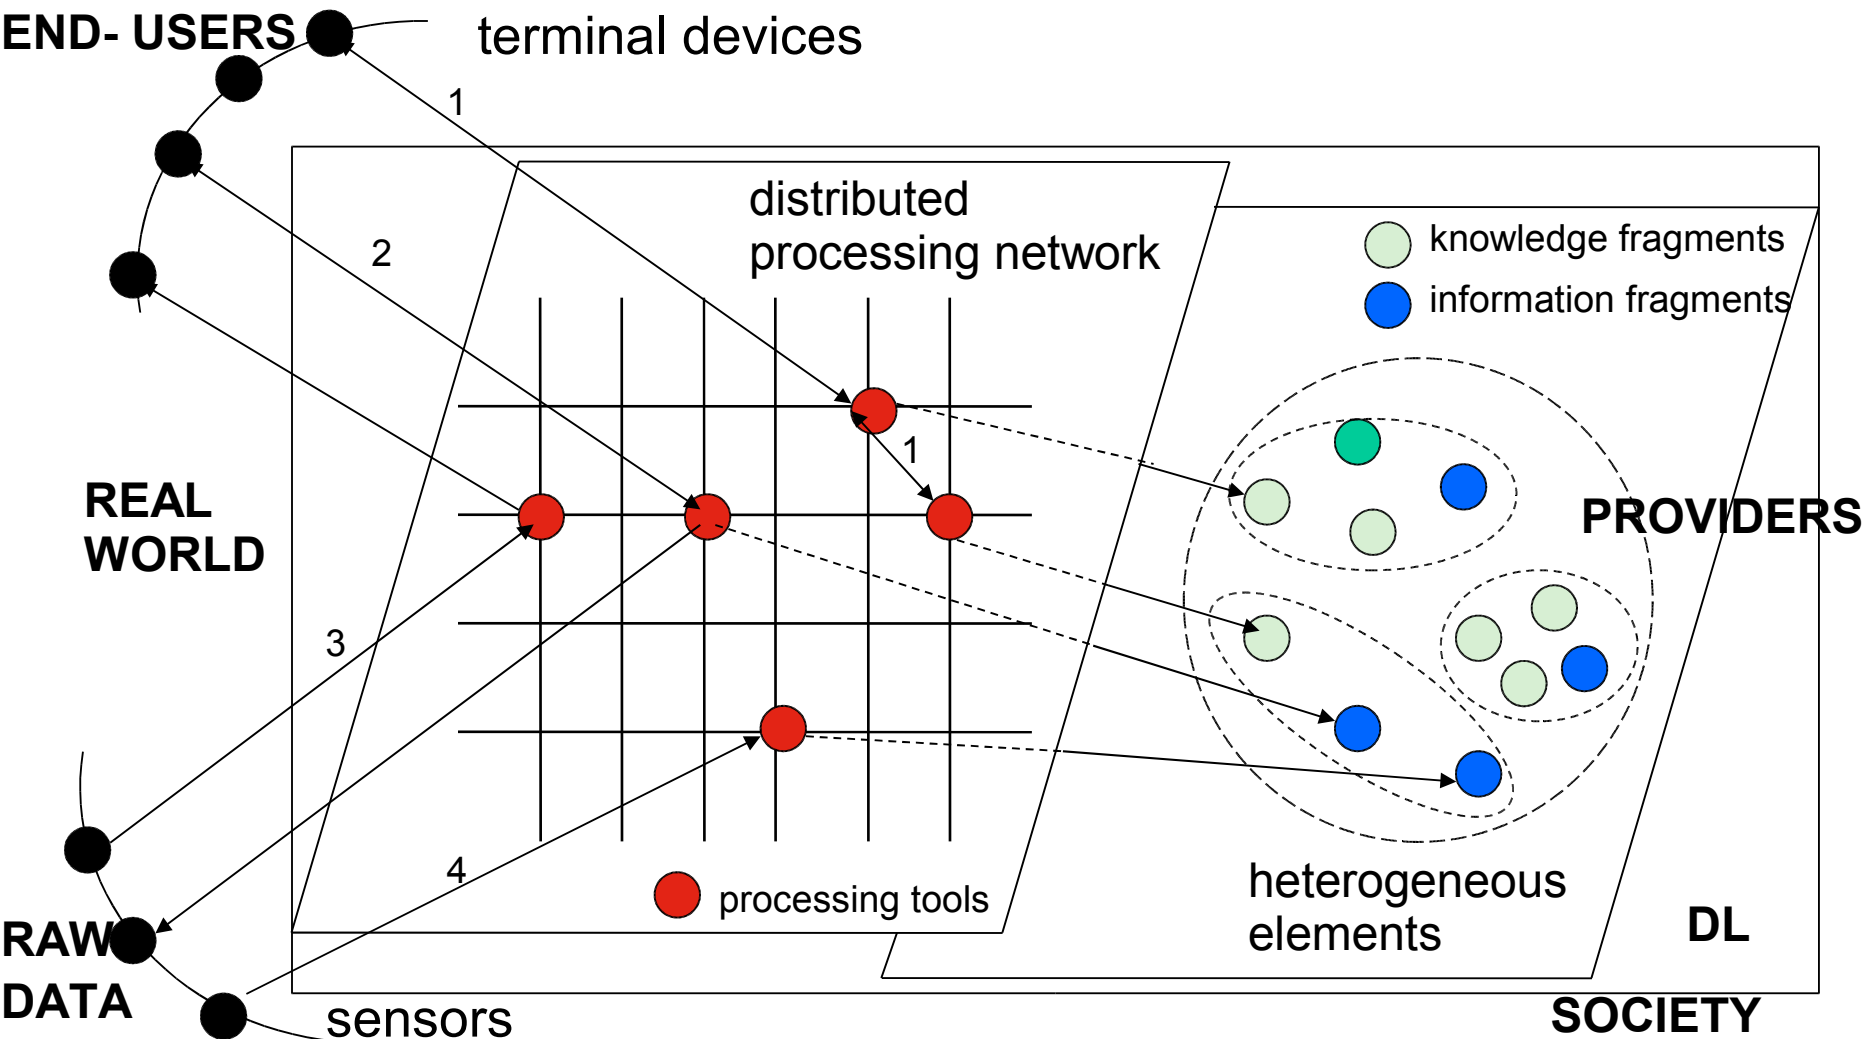 END- USERS
terminal devices
1
distributed
processing network
knowledge fragments
2
information fragments
1
REAL
WORLD
PROVIDERS
3
4
processing tools
heterogeneous
elements
RAW
DATA
DL
sensors
SOCIETY